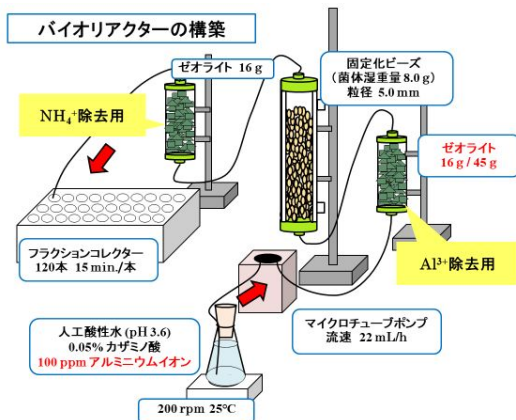 バイオリアクターの構築
ゼオライト 16 g
固定化ビーズ
（菌体湿重量 8.0 g）
粒径 5.0 mm
NH₄⁺除去用
ゼオライト
16 g / 45 g
フラクションコレクター
120本 15 min./本
Al³⁺除去用
人工酸性水 (pH 3.6)
0.05% カザミノ酸
100 ppm アルミニウムイオン
マイクロチューブポンプ
流速 22 mL/h
200 rpm 25℃